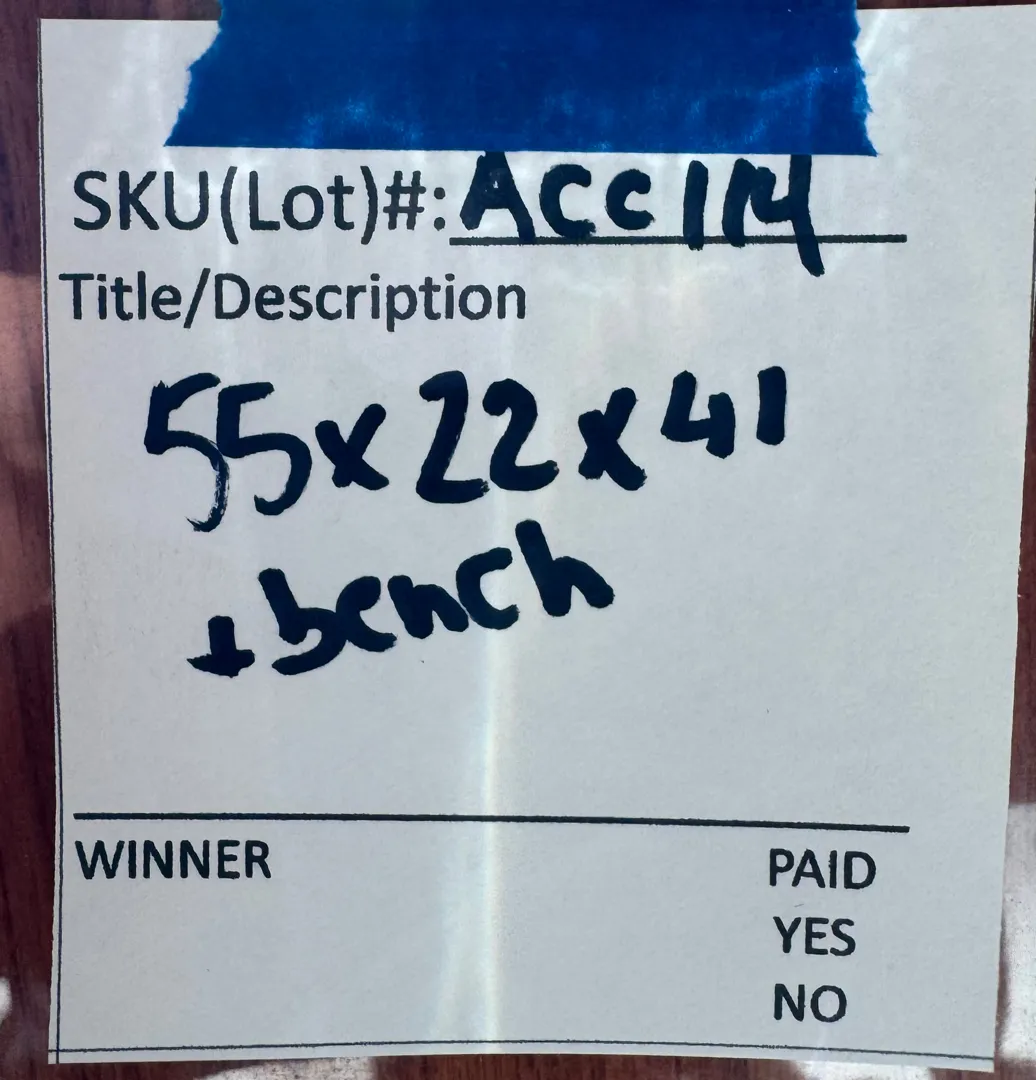 SKU(Lot)#: ACC114
Title/Description
55x22x41
+bench
WINNER PAID
YES
NO